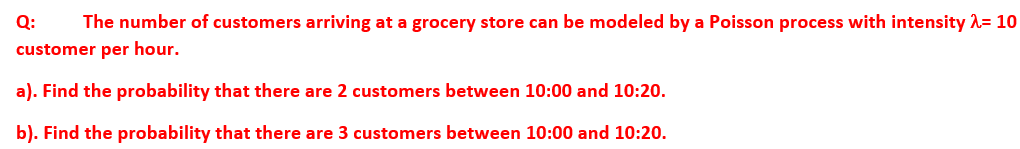 Q: The number of customers arriving at a grocery store can be modeled by a Poisson process with intensity λ= 10
customer per hour.
a). Find the probability that there are 2 customers between 10:00 and 10:20.
b). Find the probability that there are 3 customers between 10:00 and 10:20.